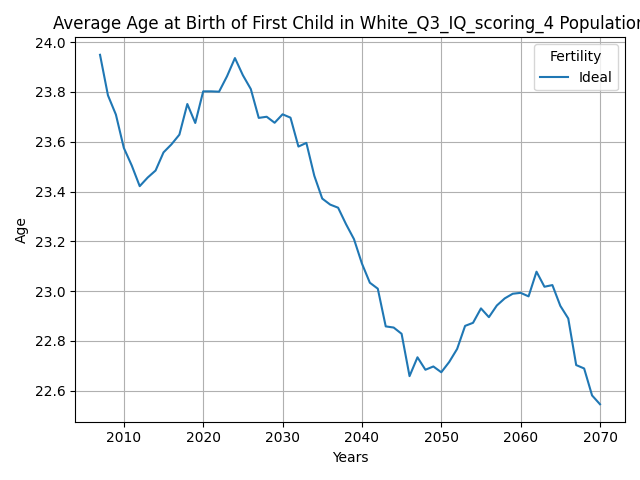 Average Age at Birth of First Child in White_Q3_IQ_scoring_4 Population
Fertility
Ideal
24.0
23.8
23.6
23.4
23.2
23.0
22.8
22.6
Age
2010 2020 2030 2040 2050 2060 2070
Years